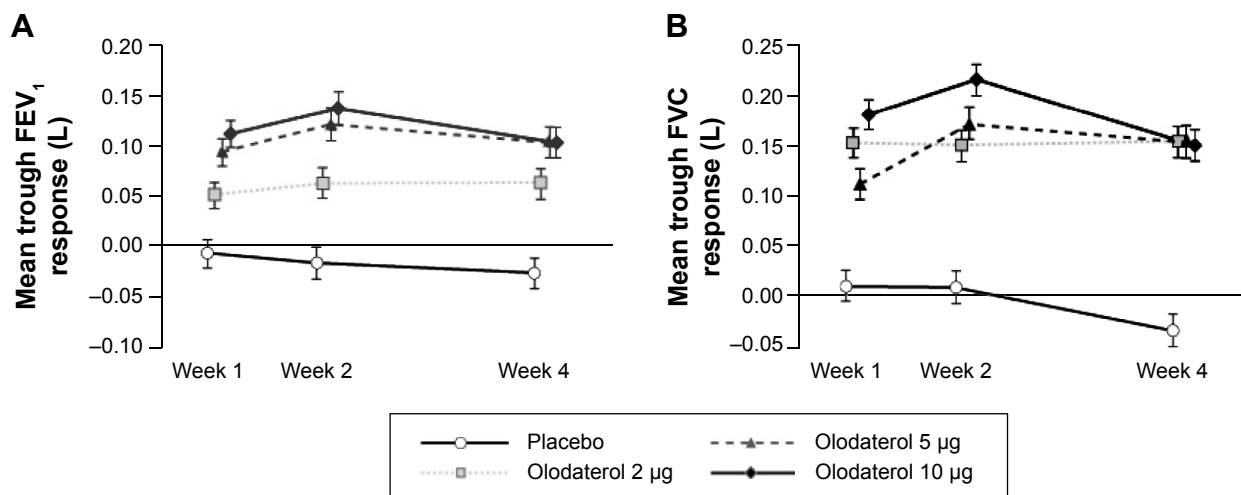 A
Mean trough FEV₁
response (L)
0.20
0.15
0.10
0.05
0.00
–0.05
–0.10
Week 1
Week 2
Week 4
B
Mean trough FVC
response (L)
0.25
0.20
0.15
0.10
0.05
0.00
–0.05
Week 1
Week 2
Week 4
Placebo
Olodaterol 5 µg
Olodaterol 2 µg
Olodaterol 10 µg